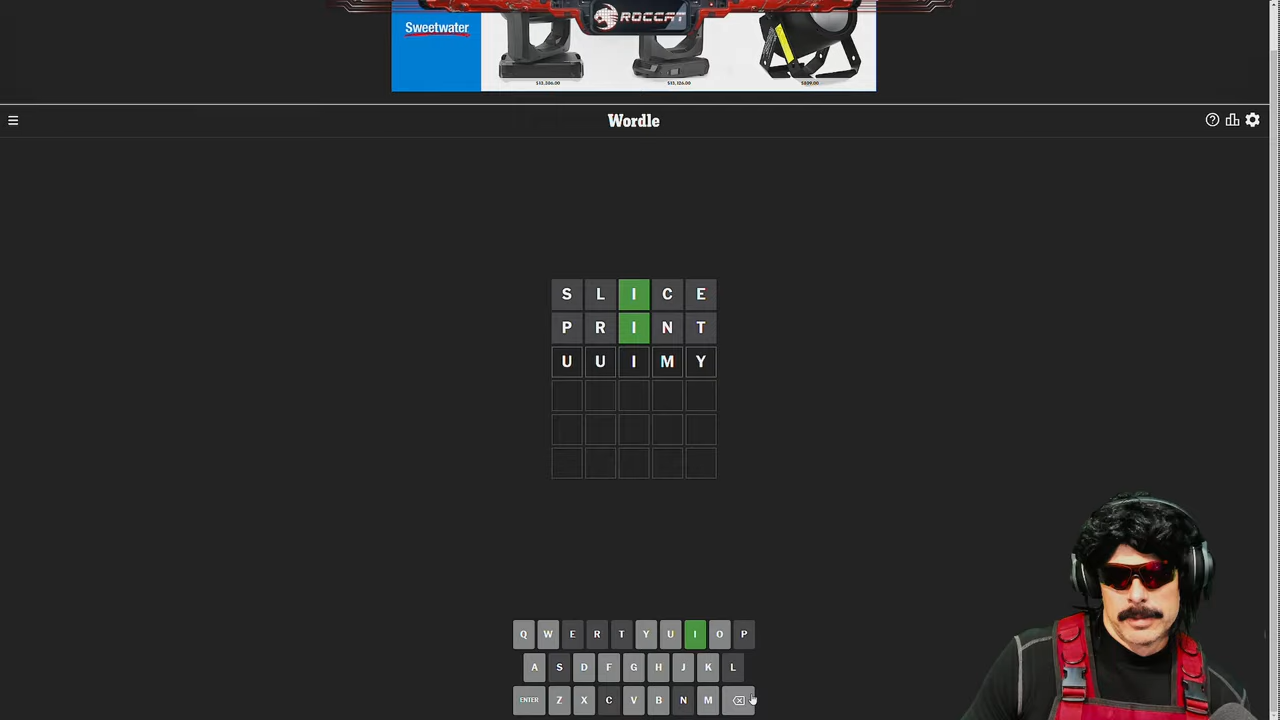 ROCCAT
Sweetwater
Wordle
S L I C E
P R I N T
U U I M Y
Q W E R T Y U I O P
A S D F G H J K L
ENTER Z X C V B N M